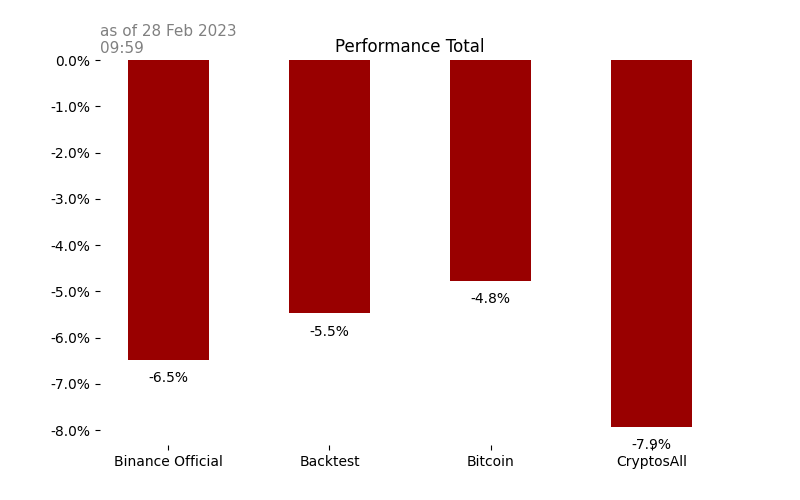 as of 28 Feb 2023
09:59
Performance Total
0.0%
-1.0%
-2.0%
-3.0%
-4.0%
-5.0%
-6.0%
-7.0%
-8.0%
-6.5%
-5.5%
-4.8%
-7.9%
Binance Official
Backtest
Bitcoin
CryptosAll